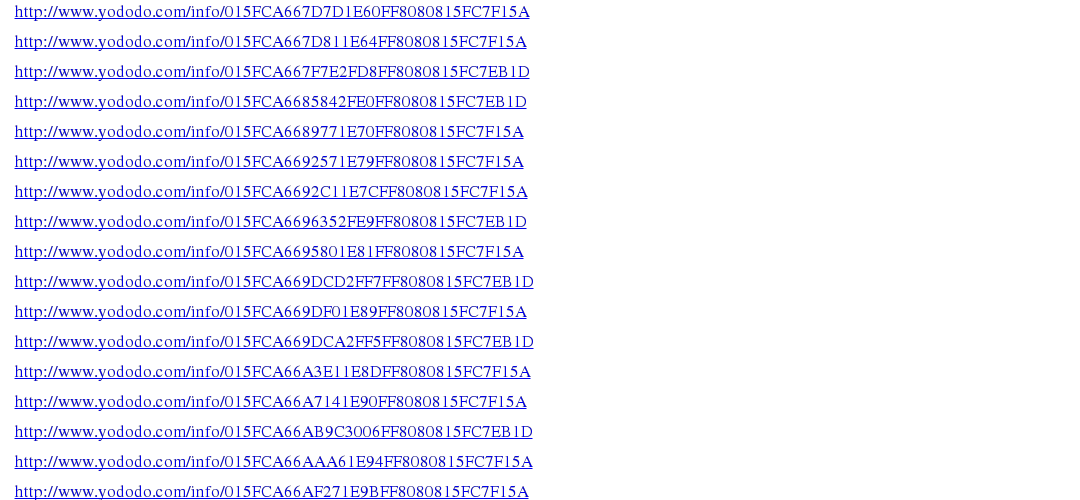 http://www.yododo.com/info/015FCA667D7D1E60FF8080815FC7F15A
http://www.yododo.com/info/015FCA667D811E64FF8080815FC7F15A
http://www.yododo.com/info/015FCA667F7E2FD8FF8080815FC7EB1D
http://www.yododo.com/info/015FCA6685842FE0FF8080815FC7EB1D
http://www.yododo.com/info/015FCA6689771E70FF8080815FC7F15A
http://www.yododo.com/info/015FCA6692571E79FF8080815FC7F15A
http://www.yododo.com/info/015FCA6692C11E7CFF8080815FC7F15A
http://www.yododo.com/info/015FCA6696352FE9FF8080815FC7EB1D
http://www.yododo.com/info/015FCA6695801E81FF8080815FC7F15A
http://www.yododo.com/info/015FCA669DCD2FF7FF8080815FC7EB1D
http://www.yododo.com/info/015FCA669DF01E89FF8080815FC7F15A
http://www.yododo.com/info/015FCA669DCA2FF5FF8080815FC7EB1D
http://www.yododo.com/info/015FCA66A3E11E8DFF8080815FC7F15A
http://www.yododo.com/info/015FCA66A7141E90FF8080815FC7F15A
http://www.yododo.com/info/015FCA66AB9C3006FF8080815FC7EB1D
http://www.yododo.com/info/015FCA66AAA61E94FF8080815FC7F15A
http://www.yododo.com/info/015FCA66AF271E9BFF8080815FC7F15A